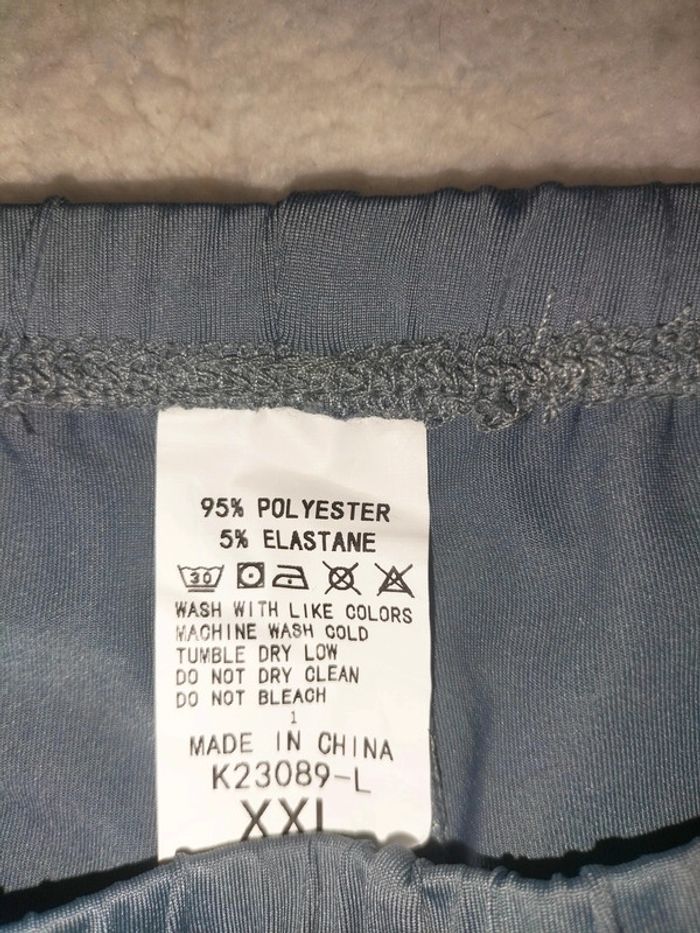 95% POLYESTER
5% ELASTANE
30
WASH WITH LIKE COLORS
MACHINE WASH COLD
TUMBLE DRY LOW
DO NOT DRY CLEAN
DO NOT BLEACH
1
MADE IN CHINA
K23089-L
XXL